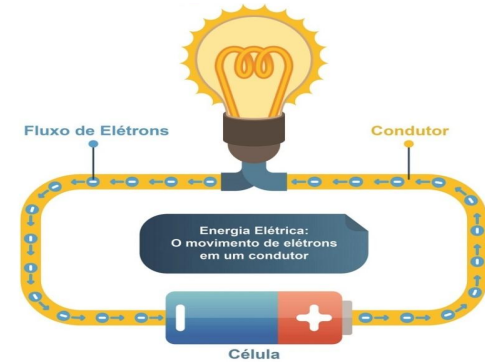 Fluxo de Elétrons
Condutor
Energia Elétrica:
O movimento de elétrons
em um condutor
Célula